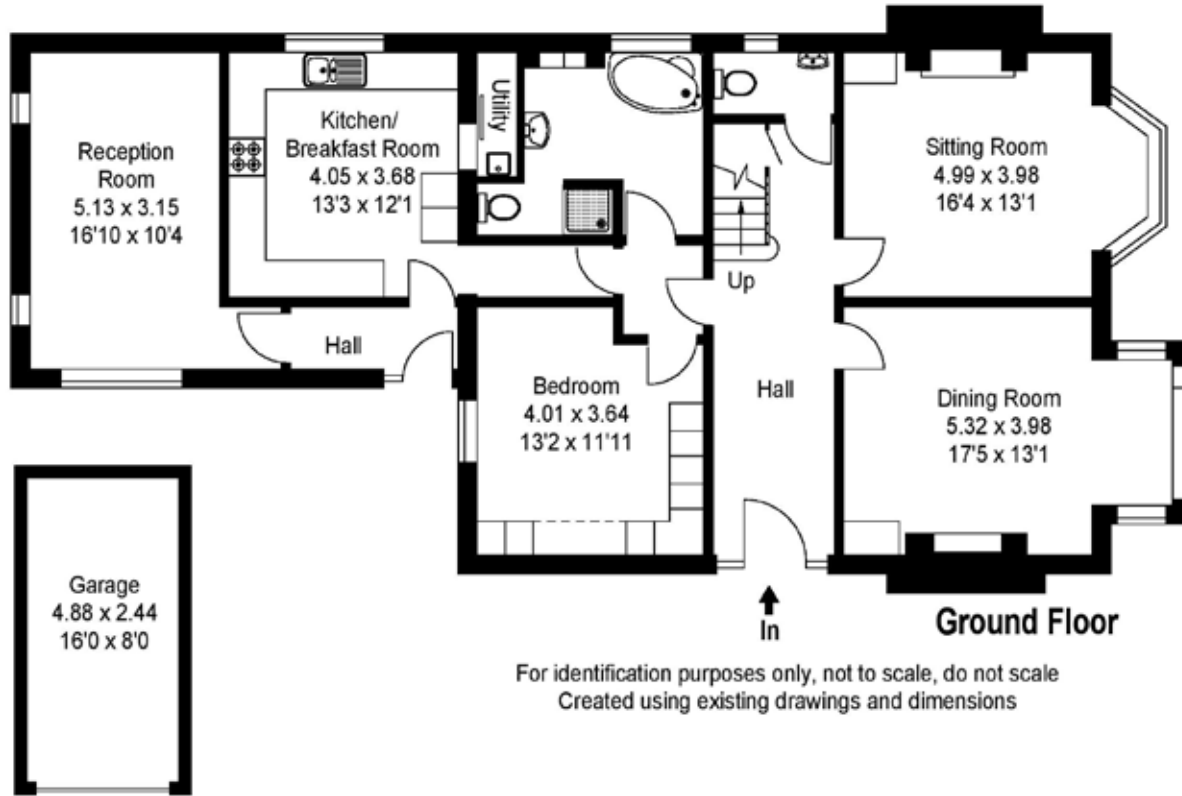 Reception
Room
5.13 x 3.15
16'10 x 10'4
Kitchen/
Breakfast Room
4.05 x 3.68
13'3 x 12'1
Utility
Sitting Room
4.99 x 3.98
16'4 x 13'1
Up
Hall
Bedroom
4.01 x 3.64
13'2 x 11'11
Hall
Dining Room
5.32 x 3.98
17'5 x 13'1
Garage
4.88 x 2.44
16'0 x 8'0
In
Ground Floor
For identification purposes only, not to scale, do not scale
Created using existing drawings and dimensions